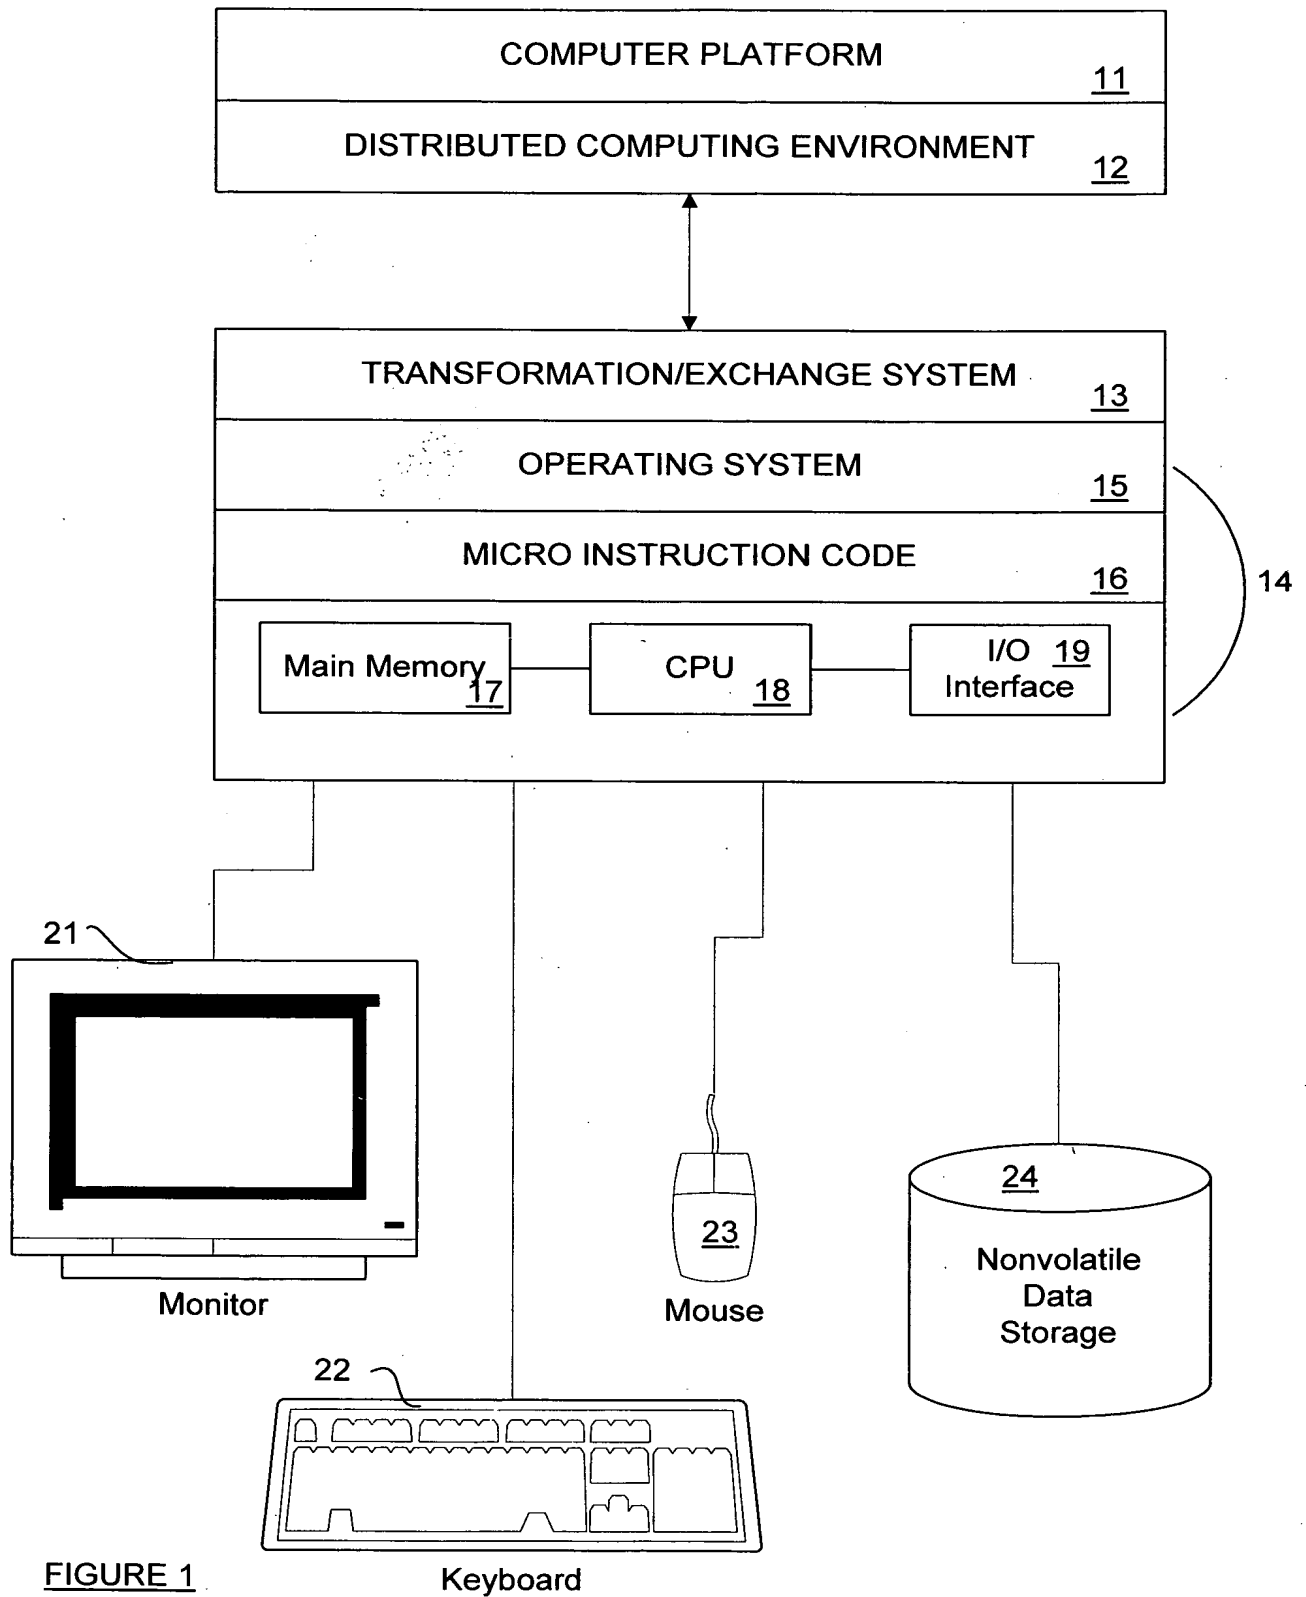 COMPUTER PLATFORM
11
DISTRIBUTED COMPUTING ENVIRONMENT
12
TRANSFORMATION/EXCHANGE SYSTEM
13
OPERATING SYSTEM
15
MICRO INSTRUCTION CODE
16
14
Main Memory
17
CPU
18
I/O 19
Interface
21
Monitor
23
Mouse
24
Nonvolatile
Data
Storage
22
Keyboard
FIGURE 1